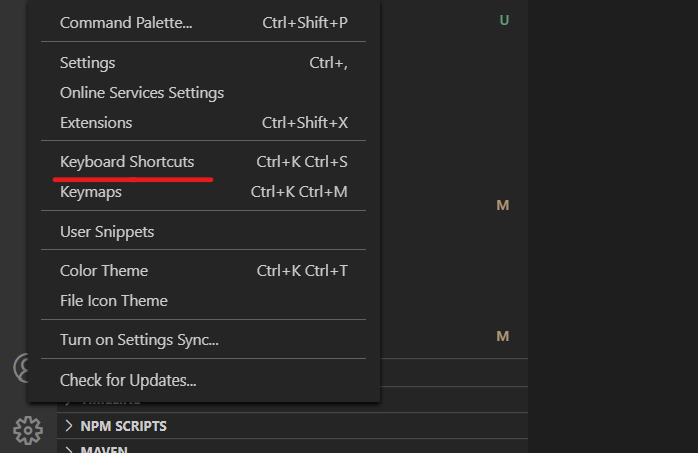 Command Palette... Ctrl+Shift+P
U
Settings Ctrl+,
Online Services Settings
Extensions Ctrl+Shift+X
Keyboard Shortcuts Ctrl+K Ctrl+S
Keymaps Ctrl+K Ctrl+M
M
User Snippets
Color Theme Ctrl+K Ctrl+T
File Icon Theme
Turn on Settings Sync...
M
Check for Updates...
NPM SCRIPTS
MAVEN